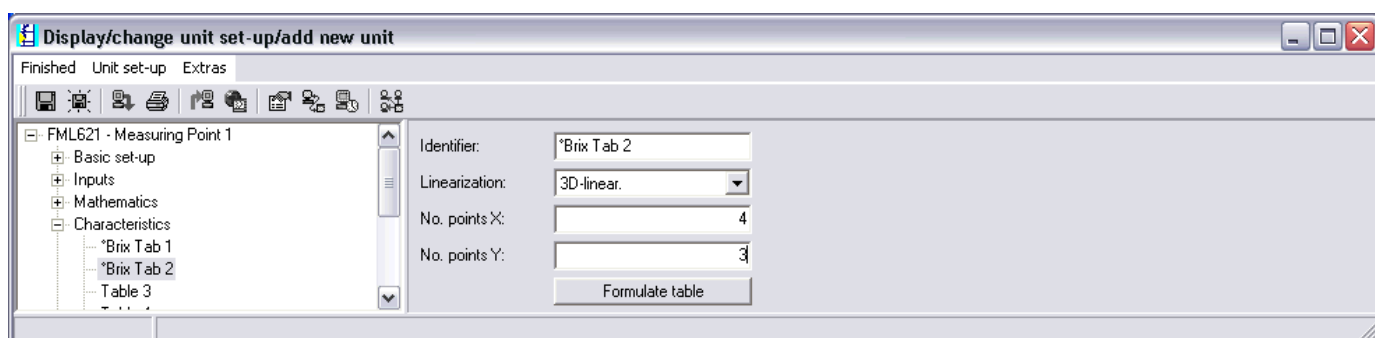 Display/change unit set-up/add new unit
Finished Unit set-up Extras
FML621 - Measuring Point 1
Basic set-up
Inputs
Mathematics
Characteristics
*Brix Tab 1
*Brix Tab 2
Table 3
Identifier: *Brix Tab 2
Linearization: 3D-linear.
No. points X: 4
No. points Y: 3
Formulate table